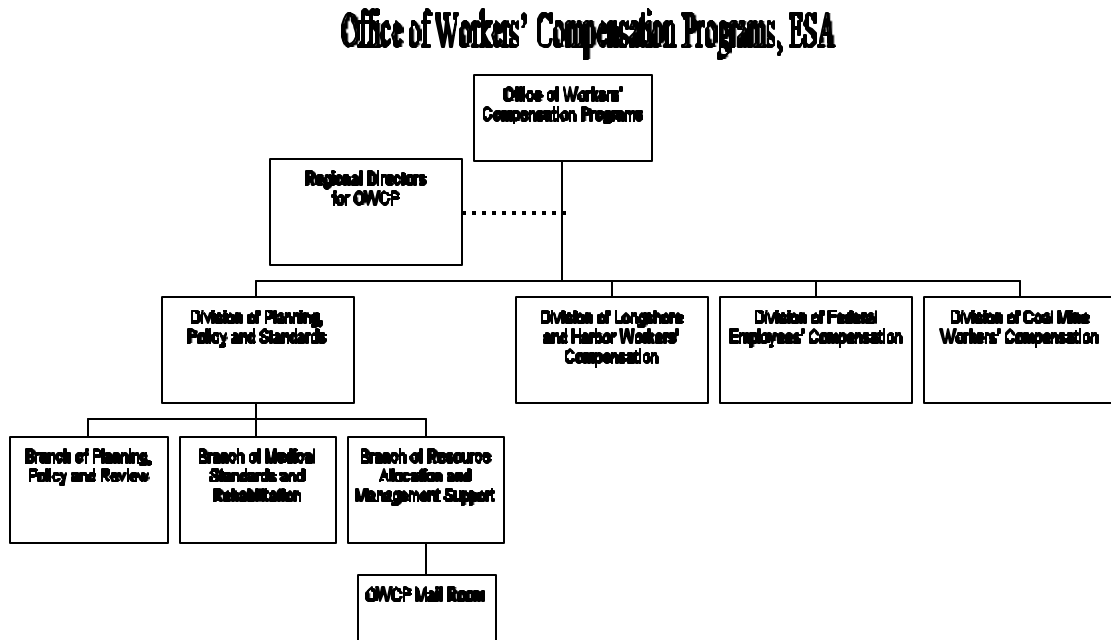 Office of Workers' Compensation Programs, ESA
Office of Workers'
Compensation Programs
Regional Directors
for OWCP
Division of Planning,
Policy and Standards
Division of Longshore
and Harbor Workers'
Compensation
Division of Federal
Employees' Compensation
Division of Coal Mine
Workers' Compensation
Branch of Planning,
Policy and Review
Branch of Medical
Standards and
Rehabilitation
Branch of Resource
Allocation and
Management Support
OWCP Mail Room